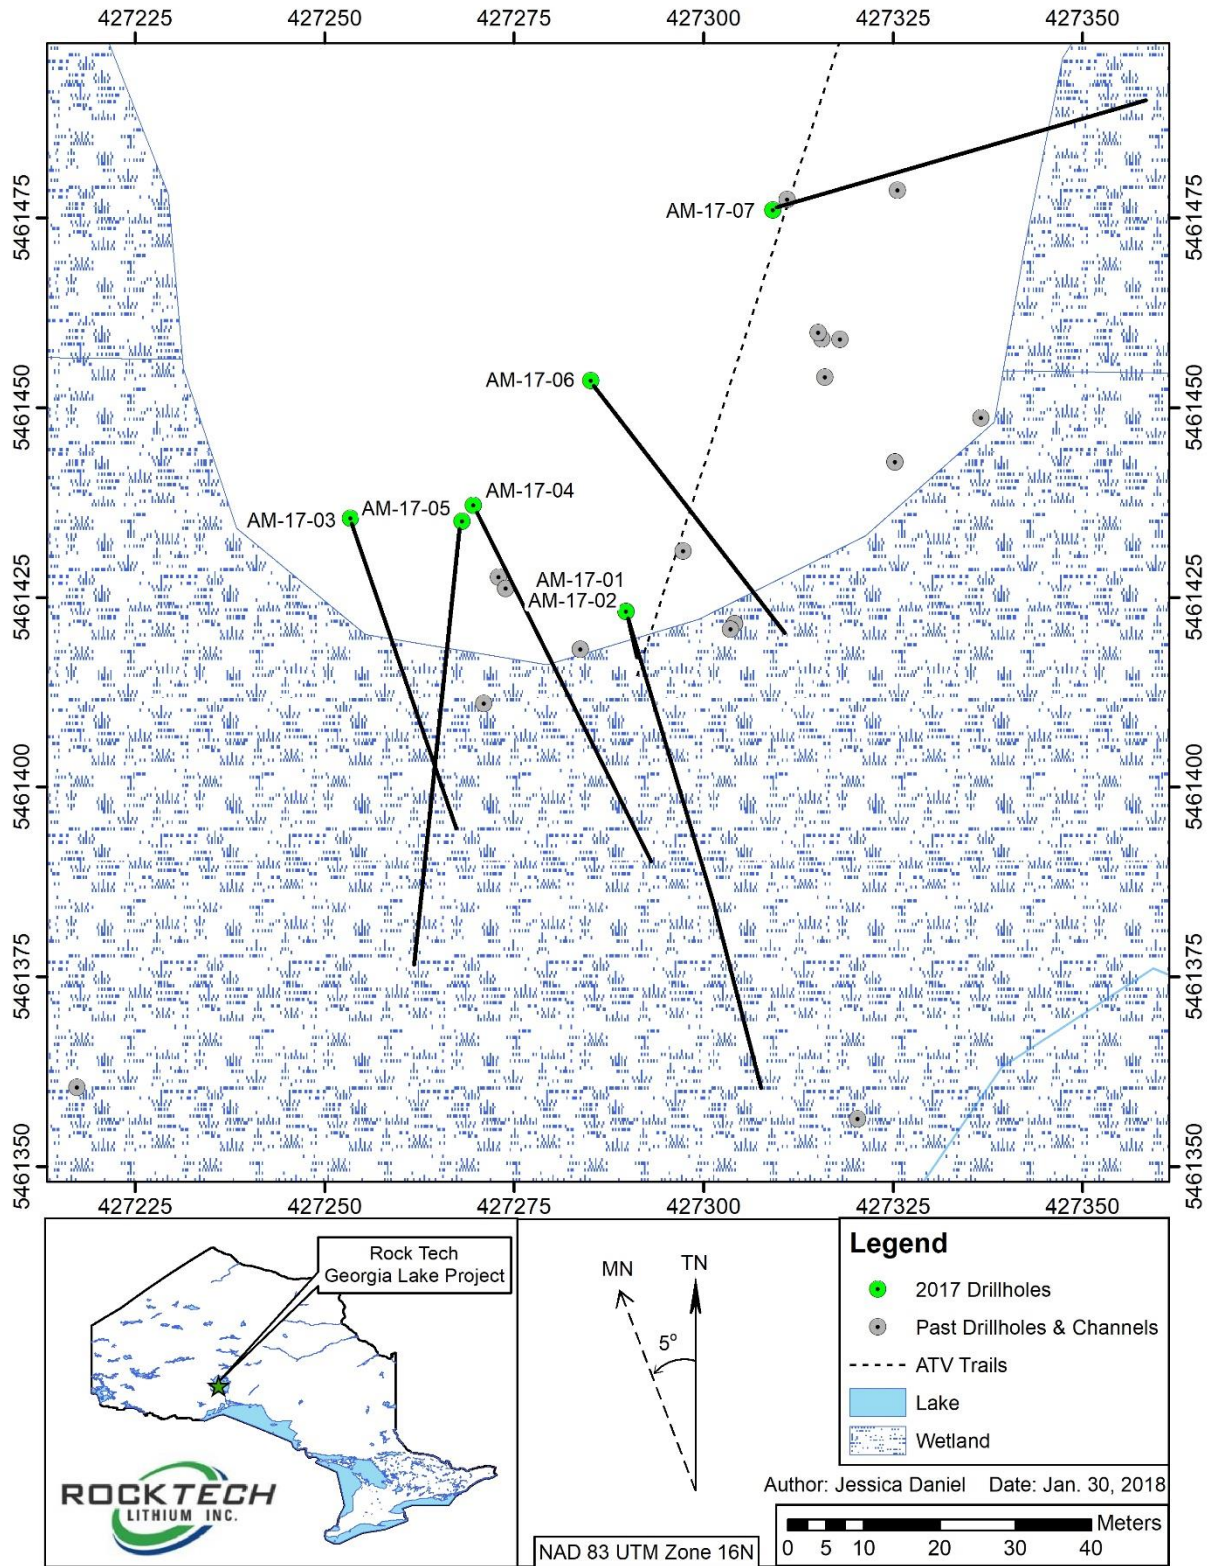 427225 427250 427275 427300 427325 427350
5461475 5461475
AM-17-07
5461450 5461450
AM-17-06
AM-17-04
AM-17-05
AM-17-03
5461425 5461425
AM-17-01
AM-17-02
5461400 5461400
5461375 5461375
5461350 5461350
427225 427250 427275 427300 427325 427350
Rock Tech
Georgia Lake Project
ROCKTECH
LITHIUM INC.
MN TN
5°
NAD 83 UTM Zone 16N
Legend
2017 Drillholes
Past Drillholes & Channels
ATV Trails
Lake
Wetland
Author: Jessica Daniel Date: Jan. 30, 2018
Meters
0 5 10 20 30 40